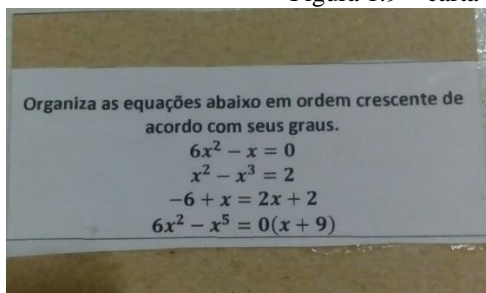 Organiza as equações abaixo em ordem crescente de
acordo com seus graus.
6x² − x = 0
x² − x³ = 2
−6 + x = 2x + 2
6x² − x⁵ = 0(x + 9)